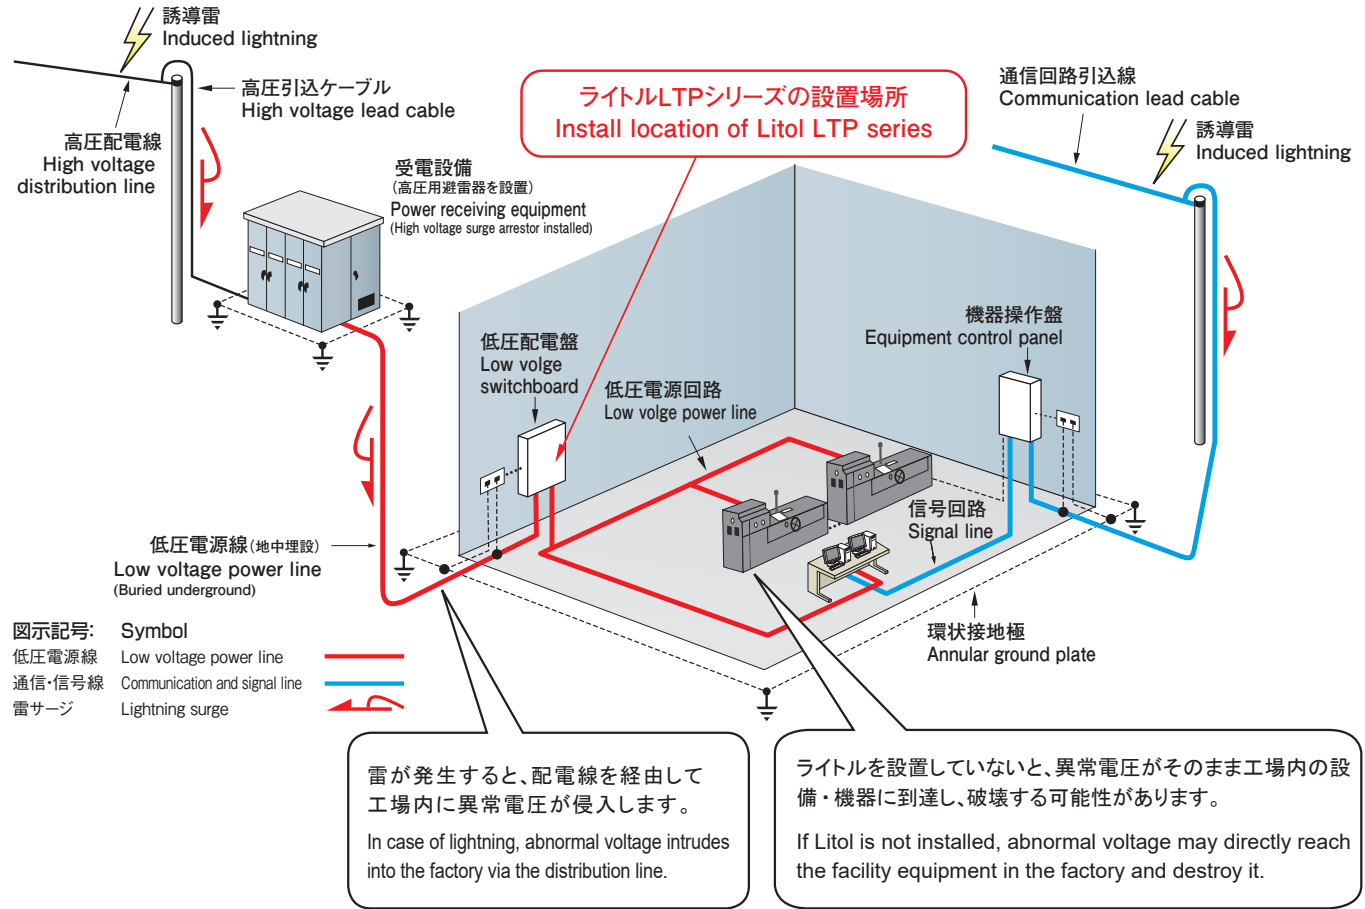 誘導雷
Induced lightning
高圧引込ケーブル
High voltage lead cable
高圧配電線
High voltage
distribution line
受電設備
(高圧用避雷器を設置)
Power receiving equipment
(High voltage surge arrestor installed)
ライトルLTPシリーズの設置場所
Install location of Litol LTP series
通信回路引込線
Communication lead cable
誘導雷
Induced lightning
低圧配電盤
Low volge
switchboard
低圧電源回路
Low volge power line
機器操作盤
Equipment control panel
信号回路
Signal line
低圧電源線(地中埋設)
Low voltage power line
(Buried underground)
環状接地極
Annular ground plate
図示記号: Symbol
低圧電源線 Low voltage power line
通信・信号線 Communication and signal line
雷サージ Lightning surge
雷が発生すると、配電線を経由して
工場内に異常電圧が侵入します。
In case of lightning, abnormal voltage intrudes
into the factory via the distribution line.
ライトルを設置していないと、異常電圧がそのまま工場内の設
備・機器に到達し、破壊する可能性があります。
If Litol is not installed, abnormal voltage may directly reach
the facility equipment in the factory and destroy it.